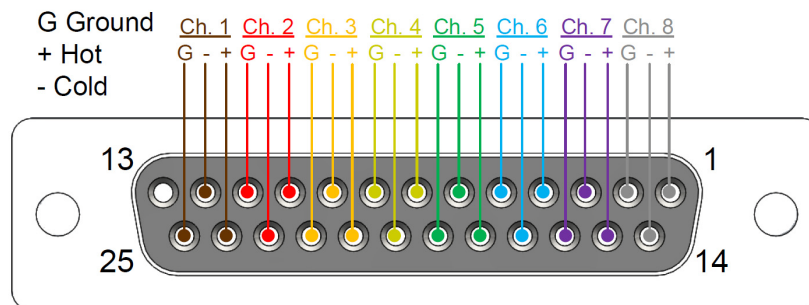 G Ground
+ Hot
- Cold
Ch. 1 Ch. 2 Ch. 3 Ch. 4 Ch. 5 Ch. 6 Ch. 7 Ch. 8
G - + G - + G - + G - + G - + G - + G - + G - +
13 1
25 14